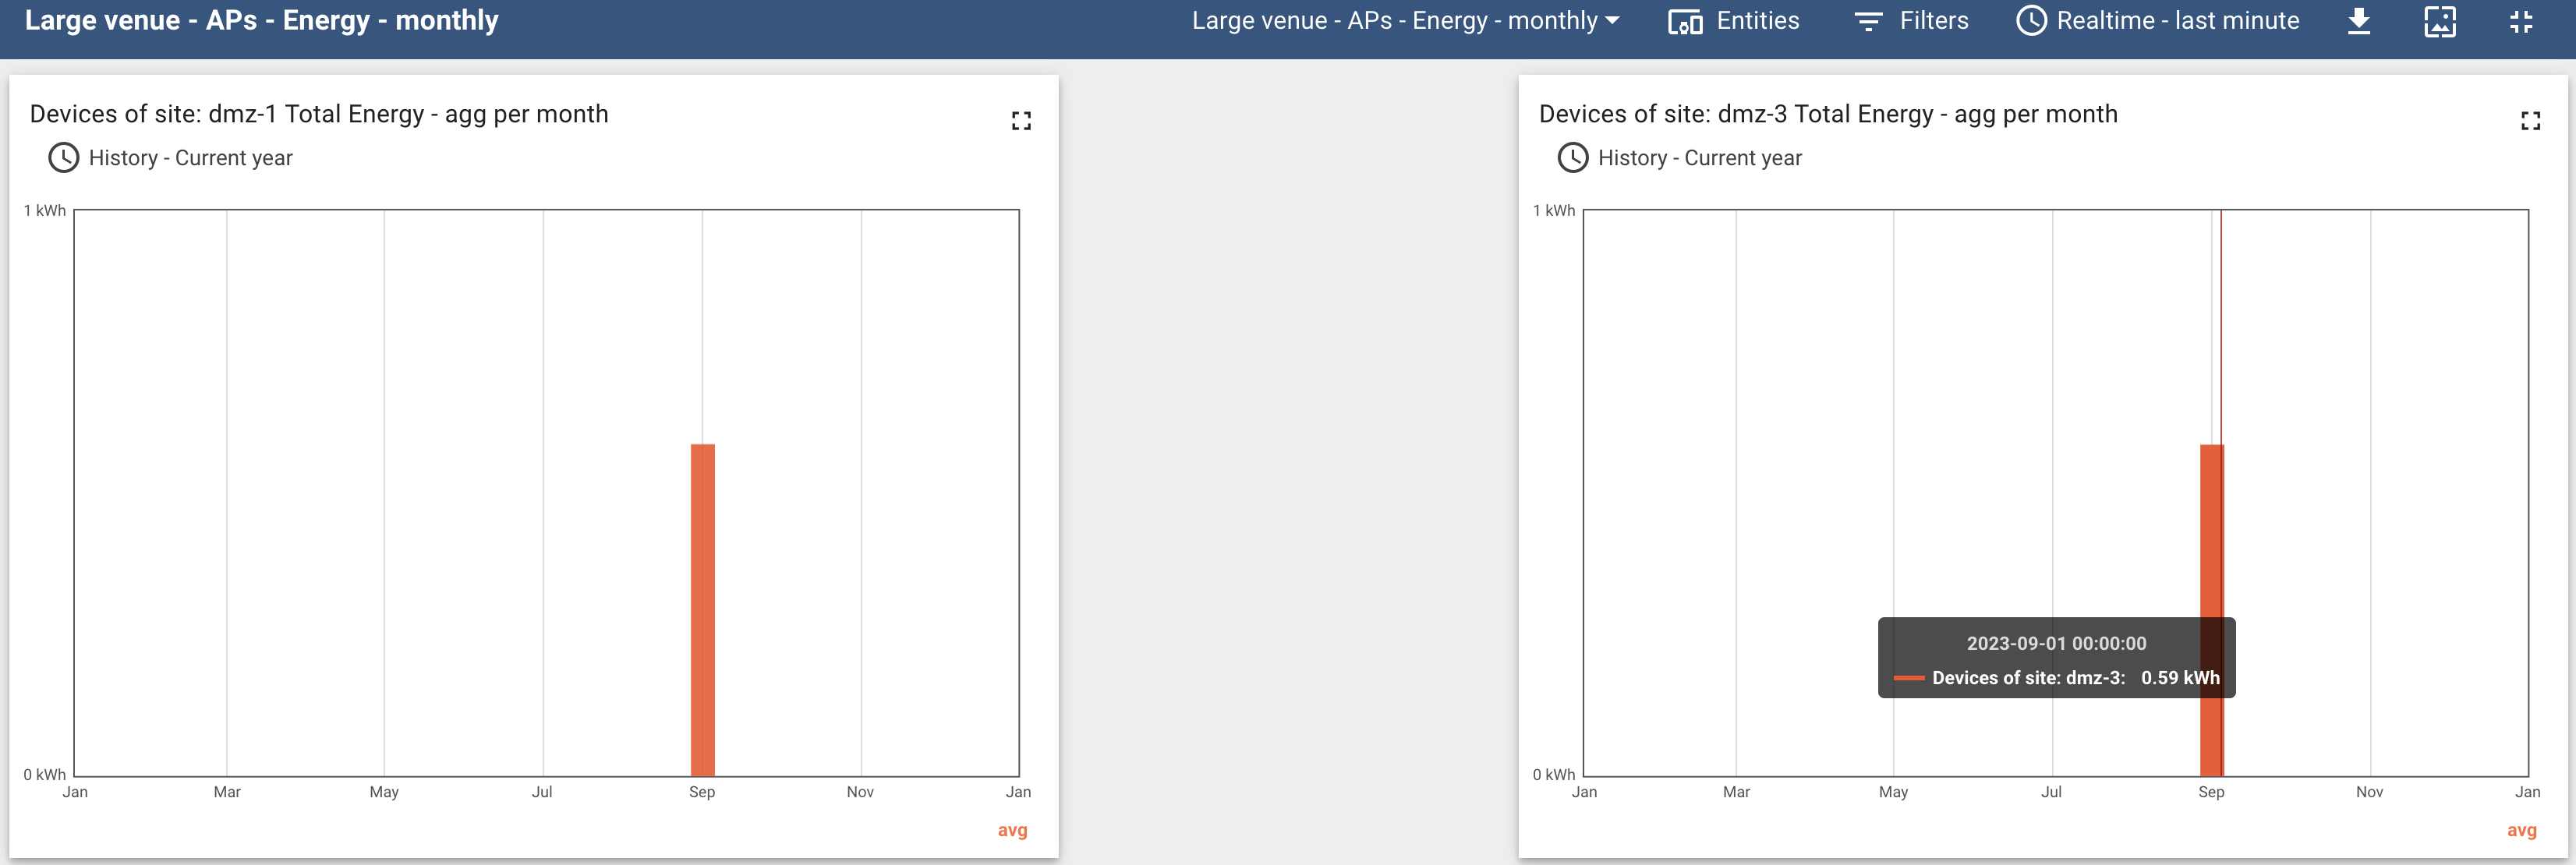 Large venue - APs - Energy - monthly
Large venue - APs - Energy - monthly Entities Filters Realtime - last minute
Devices of site: dmz-1 Total Energy - agg per month
History - Current year
1 kWh
0 kWh
Jan Mar May Jul Sep Nov Jan
avg
Devices of site: dmz-3 Total Energy - agg per month
History - Current year
1 kWh
2023-09-01 00:00:00
Devices of site: dmz-3: 0.59 kWh
0 kWh
Jan Mar May Jul Sep Nov Jan
avg